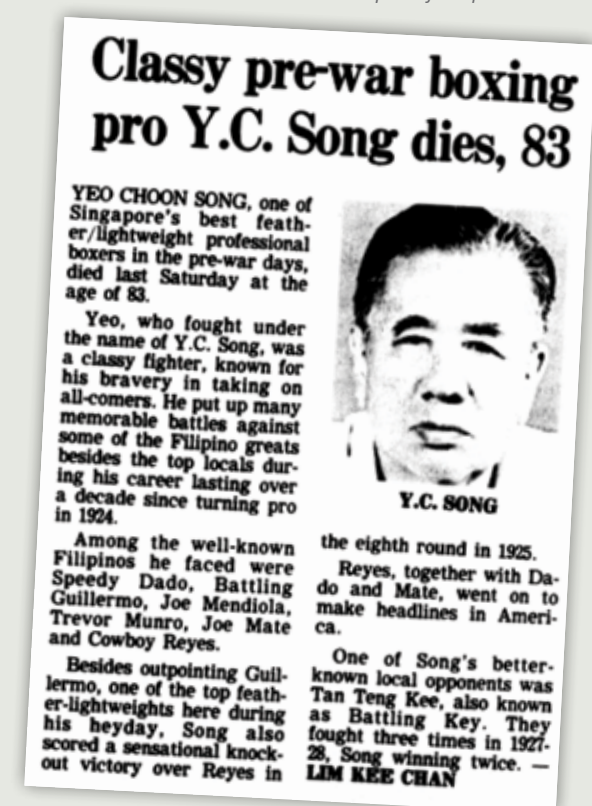 Classy pre-war boxing
pro Y.C. Song dies, 83
YEO CHOON SONG, one of
Singapore's best feath-
er/lightweight professional
boxers in the pre-war days,
died last Saturday at the
age of 83.
Yeo, who fought under
the name of Y.C. Song, was
a classy fighter, known for
his bravery in taking on
all-comers. He put up many
memorable battles against
some of the Filipino greats
besides the top locals dur-
ing his career lasting over
a decade since turning pro
in 1924.
Among the well-known
Filipinos he faced were
Speedy Dado, Battling
Guillermo, Joe Mendiola,
Trevor Munro, Joe Mate
and Cowboy Reyes.
Besides outpointing Guil-
lermo, one of the top feath-
er-lightweights here during
his heyday, Song also
scored a sensational knock-
out victory over Reyes in
Y.C. SONG
the eighth round in 1925.
Reyes, together with Da-
do and Mate, went on to
make headlines in Ameri-
ca.
One of Song's better-
known local opponents was
Tan Teng Kee, also known
as Battling Key. They
fought three times in 1927-
28, Song winning twice. —
LIM KEE CHAN